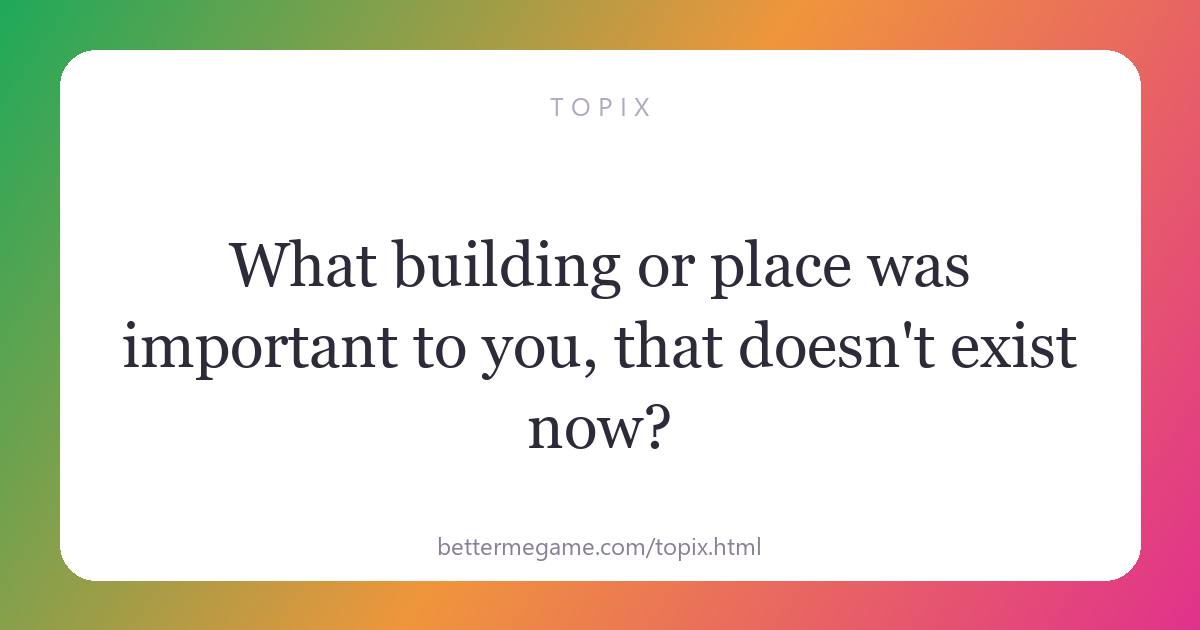 TOPIX
What building or place was
important to you, that doesn't exist
now?
bettermegame.com/topix.html